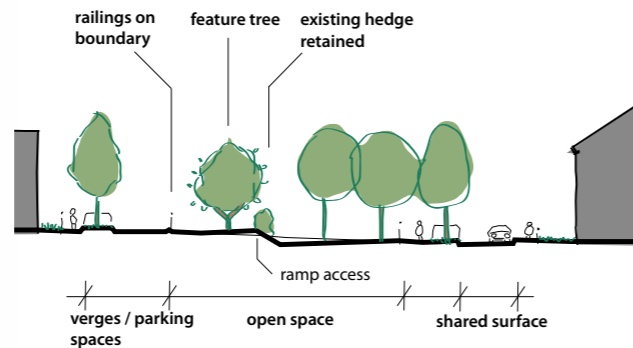 railings on
boundary
feature tree
existing hedge
retained
ramp access
verges / parking
spaces
open space
shared surface